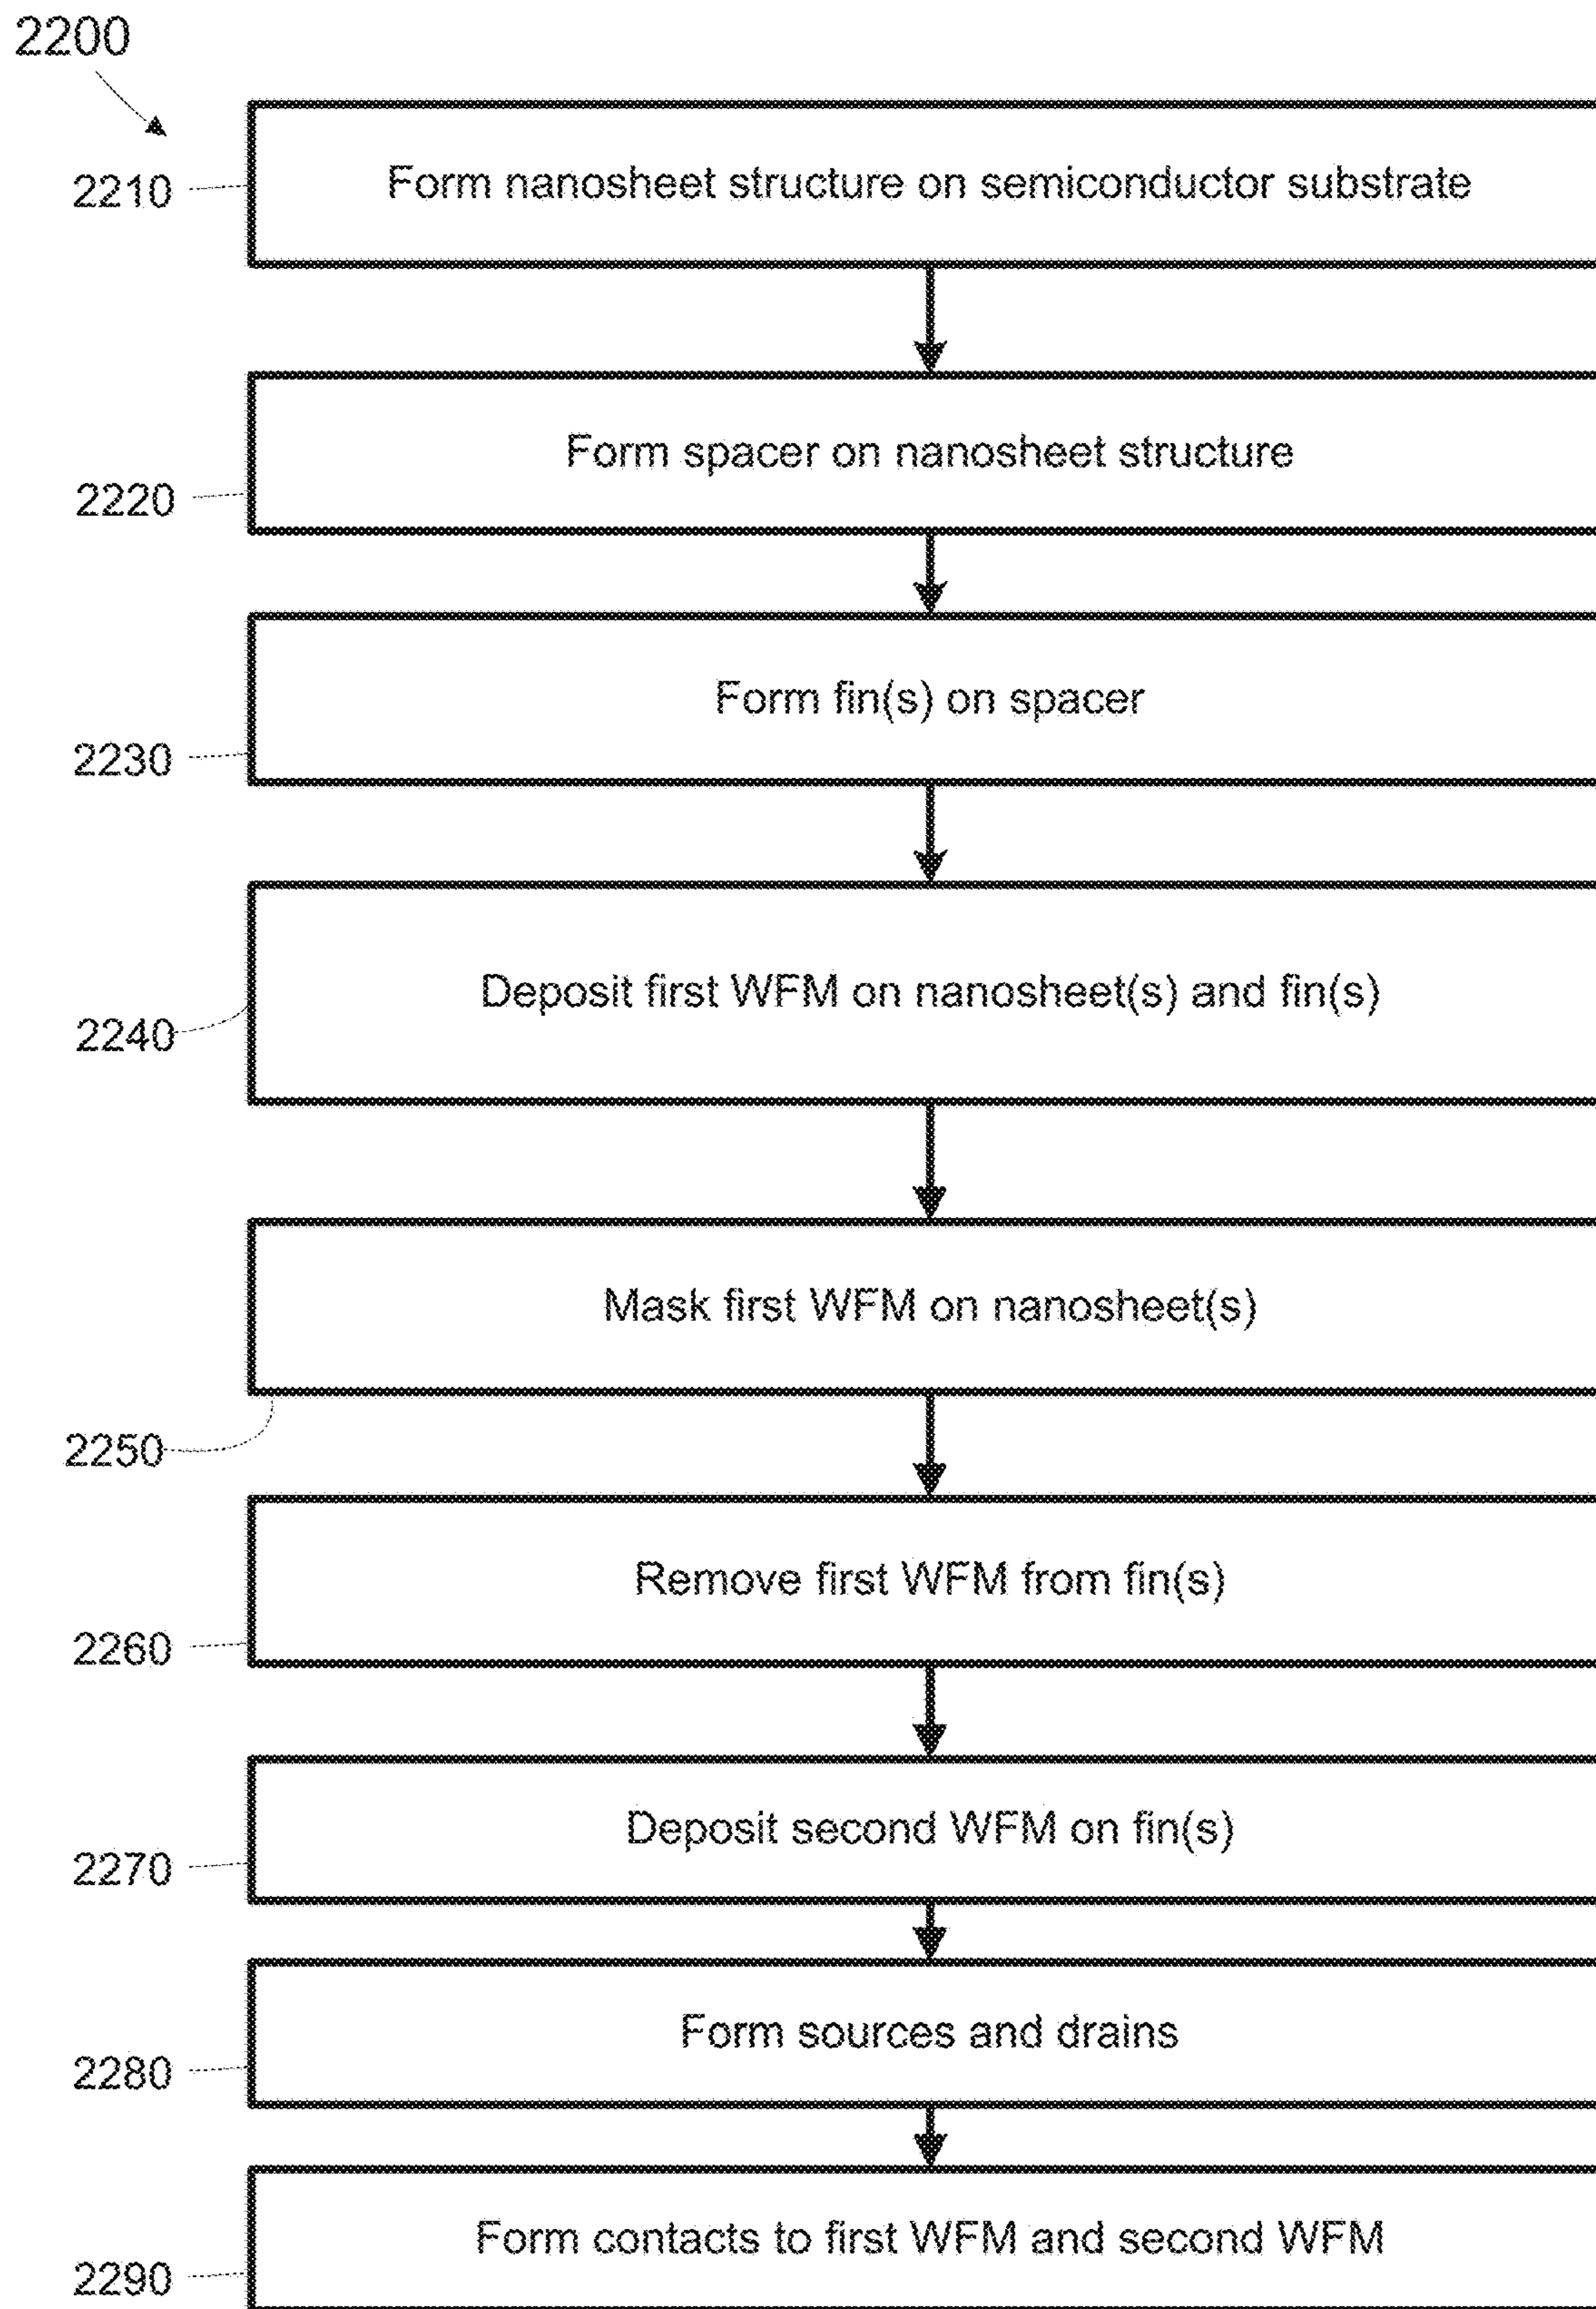 2200
2210
Form nanosheet structure on semiconductor substrate
2220
Form spacer on nanosheet structure
2230
Form fin(s) on spacer
2240
Deposit first WFM on nanosheet(s) and fin(s)
2250
Mask first WFM on nanosheet(s)
2260
Remove first WFM from fin(s)
2270
Deposit second WFM on fin(s)
2280
Form sources and drains
2290
Form contacts to first WFM and second WFM